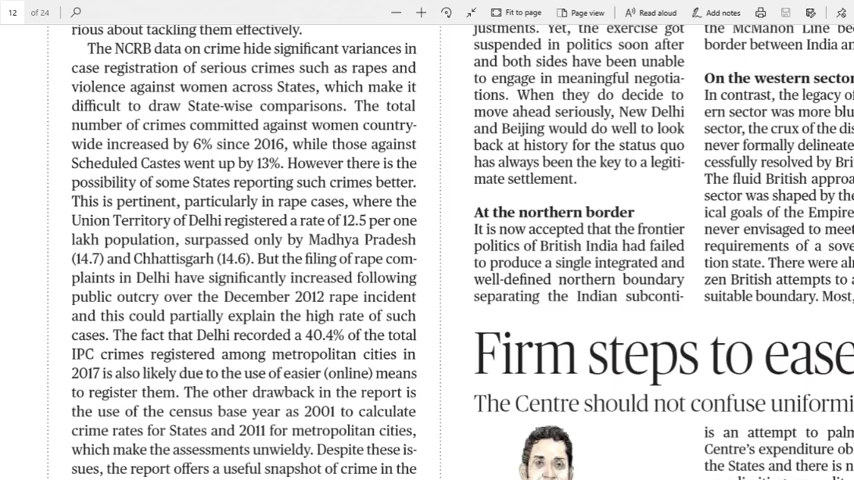 12 of 24
Fit to page
Page view
Read aloud
Add notes
rious about tackling them effectively.
The NCRB data on crime hide significant variances in
case registration of serious crimes such as rapes and
violence against women across States, which make it
difficult to draw State-wise comparisons. The total
number of crimes committed against women country-
wide increased by 6% since 2016, while those against
Scheduled Castes went up by 13%. However there is the
possibility of some States reporting such crimes better.
This is pertinent, particularly in rape cases, where the
Union Territory of Delhi registered a rate of 12.5 per one
lakh population, surpassed only by Madhya Pradesh
(14.7) and Chhattisgarh (14.6). But the filing of rape com-
plaints in Delhi have significantly increased following
public outcry over the December 2012 rape incident
and this could partially explain the high rate of such
cases. The fact that Delhi recorded a 40.4% of the total
IPC crimes registered among metropolitan cities in
2017 is also likely due to the use of easier (online) means
to register them. The other drawback in the report is
the use of the census base year as 2001 to calculate
crime rates for States and 2011 for metropolitan cities,
which make the assessments unwieldy. Despite these is-
sues, the report offers a useful snapshot of crime in the
justments. Yet, the exercise got
suspended in politics soon after
and both sides have been unable
to engage in meaningful negotia-
tions. When they do decide to
move ahead seriously, New Delhi
and Beijing would do well to look
back at history for the status quo
has always been the key to a legiti-
mate settlement.
At the northern border
It is now accepted that the frontier
politics of British India had failed
to produce a single integrated and
well-defined northern boundary
separating the Indian subconti-
the McMahon Line bec
border between India an
On the western sector
In contrast, the legacy of
ern sector was more blu
sector, the crux of the dis
never formally delineate
cessfully resolved by Bri
The fluid British approa
sector was shaped by the
ical goals of the Empire
never envisaged to meet
requirements of a sove
tion state. There were al
zen British attempts to a
suitable boundary. Most,
Firm steps to ease
The Centre should not confuse uniformi
is an attempt to palm
Centre's expenditure ob
the States and there is n